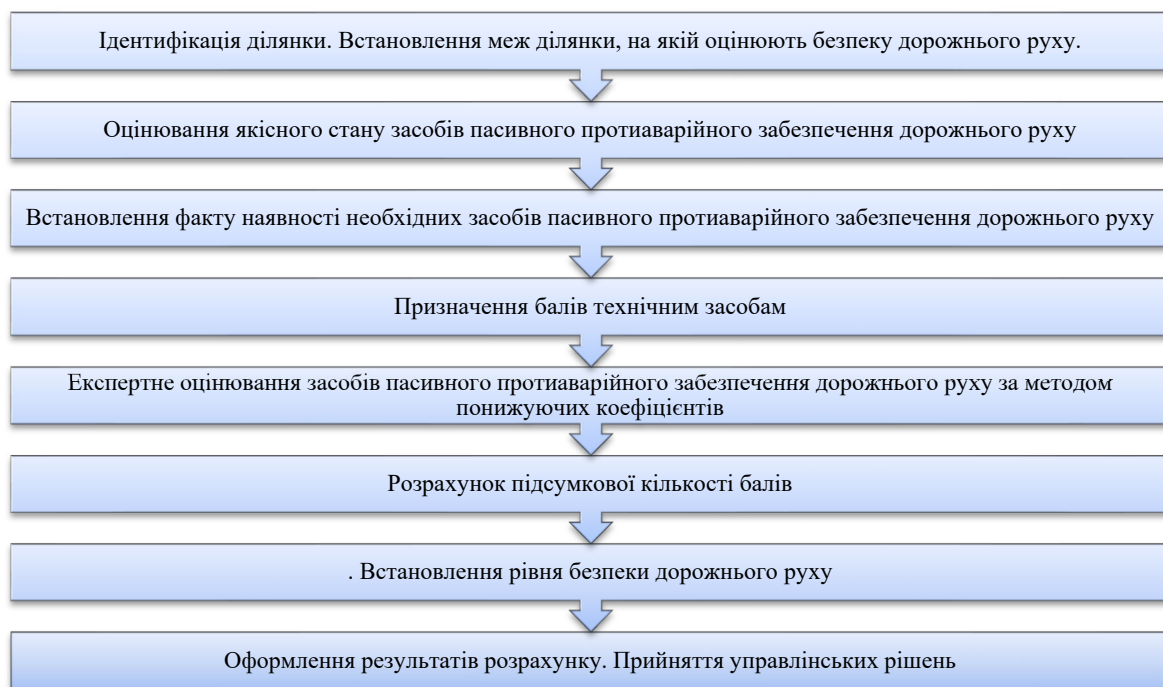 Ідентифікація ділянки. Встановлення меж ділянки, на якій оцінюють безпеку дорожнього руху.
Оцінювання якісного стану засобів пасивного протиаварійного забезпечення дорожнього руху
Встановлення факту наявності необхідних засобів пасивного протиаварійного забезпечення дорожнього руху
Призначення балів технічним засобам
Експертне оцінювання засобів пасивного протиаварійного забезпечення дорожнього руху за методом
понижуючих коефіцієнтів
Розрахунок підсумкової кількості балів
. Встановлення рівня безпеки дорожнього руху
Оформлення результатів розрахунку. Прийняття управлінських рішень